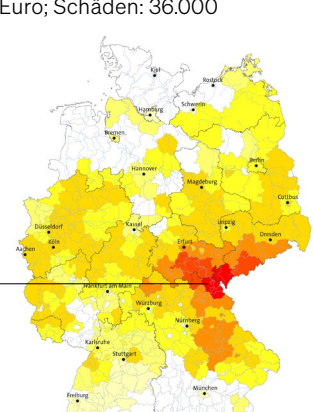 Euro; Schäden: 36.000
Kiel
Rostock
Hamburg
Schwerin
Bremen
Berlin
Hannover
Magdeburg
Cottbus
Düsseldorf
Kassel
Leipzig
Köln
Dresden
Aachen
Erfurt
Frankfurt am Main
Würzburg
Nürnberg
Karlsruhe
Stuttgart
München
Freiburg